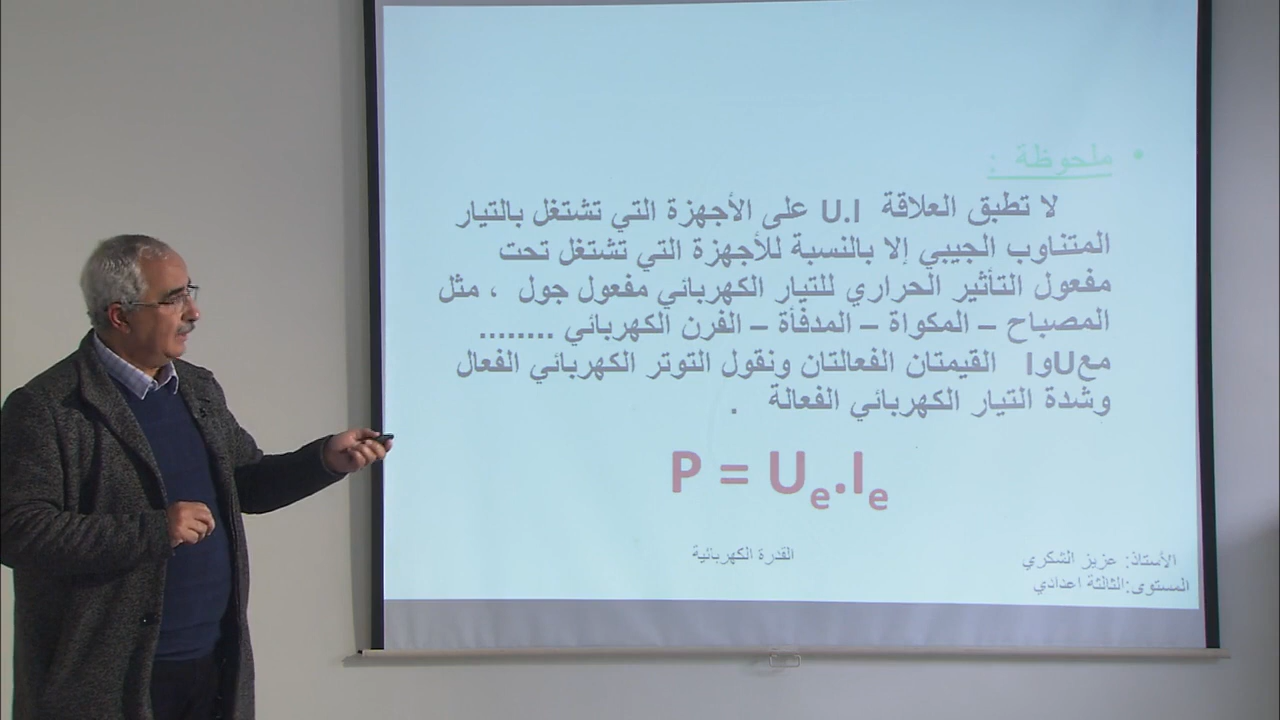 • ملحوظة :
لا تطبق العلاقة U.I على الأجهزة التي تشتغل بالتيار
المتناوب الجيبي إلا بالنسبة للأجهزة التي تشتغل تحت
مفعول التأثير الحراري للتيار الكهربائي مفعول جول ، مثل
المصباح – المكواة – المدفأة – الفرن الكهربائي ........
معUوI القيمتان الفعالتان ونقول التوتر الكهربائي الفعال
وشدة التيار الكهربائي الفعالة .
P = Ue.Ie
الأستاذ: عزيز الشكري
المستوى:الثالثة اعدادي
القدرة الكهربائية